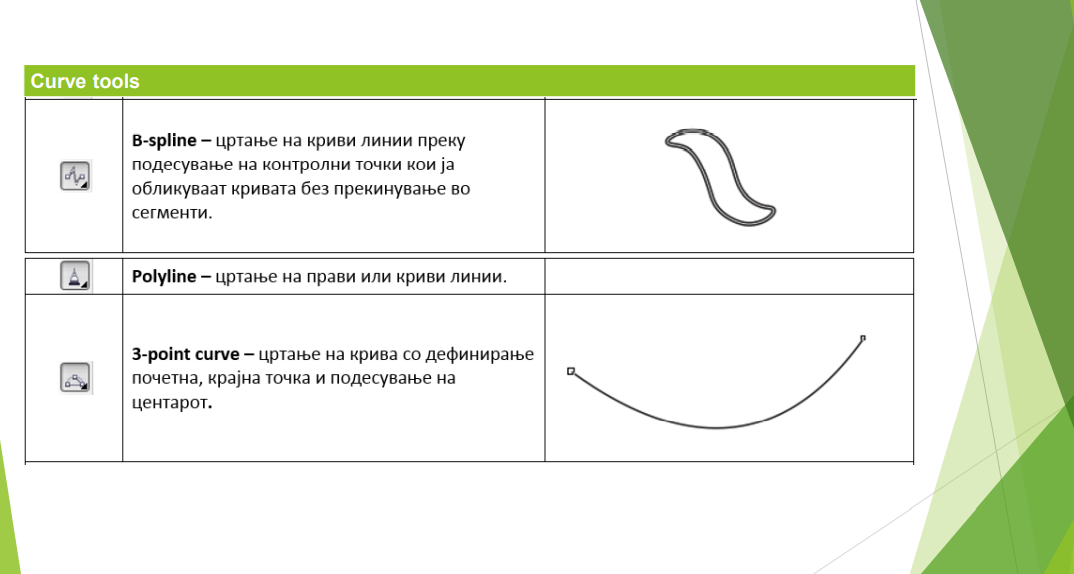 Curve tools
B-spline – цртање на криви линии преку
подесување на контролни точки кои ја
обликуваат кривата без прекинување во
сегменти.
Polyline – цртање на прави или криви линии.
3-point curve – цртање на крива со дефинирање
почетна, крајна точка и подесување на
центарот.